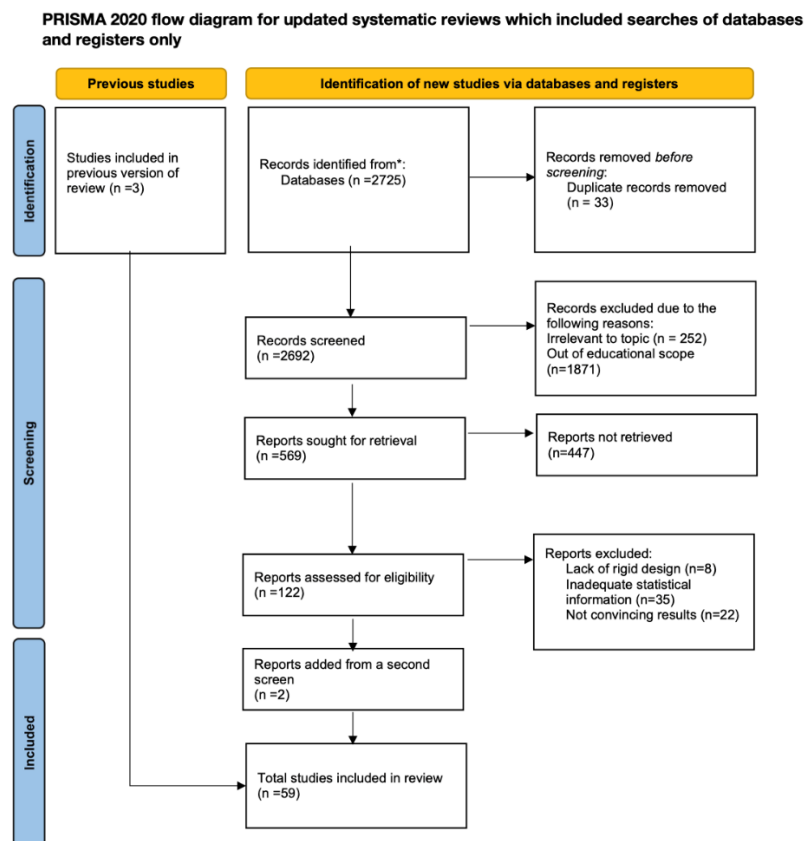 PRISMA 2020 flow diagram for updated systematic reviews which included searches of databases
and registers only
Previous studies
Identification of new studies via databases and registers
Identification
Studies included in
previous version of
review (n =3)
Records identified from*:
Databases (n =2725)
Records removed before
screening:
Duplicate records removed
(n = 33)
Screening
Records screened
(n =2692)
Records excluded due to the
following reasons:
Irrelevant to topic (n = 252)
Out of educational scope
(n=1871)
Reports sought for retrieval
(n =569)
Reports not retrieved
(n=447)
Reports assessed for eligibility
(n =122)
Reports excluded:
Lack of rigid design (n=8)
Inadequate statistical
information (n=35)
Not convincing results (n=22)
Included
Reports added from a second
screen
(n =2)
Total studies included in review
(n =59)